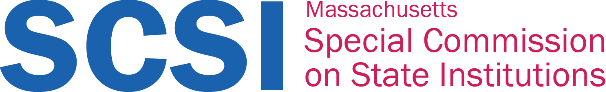 SCSI
Massachusetts
Special Commission
on State Institutions